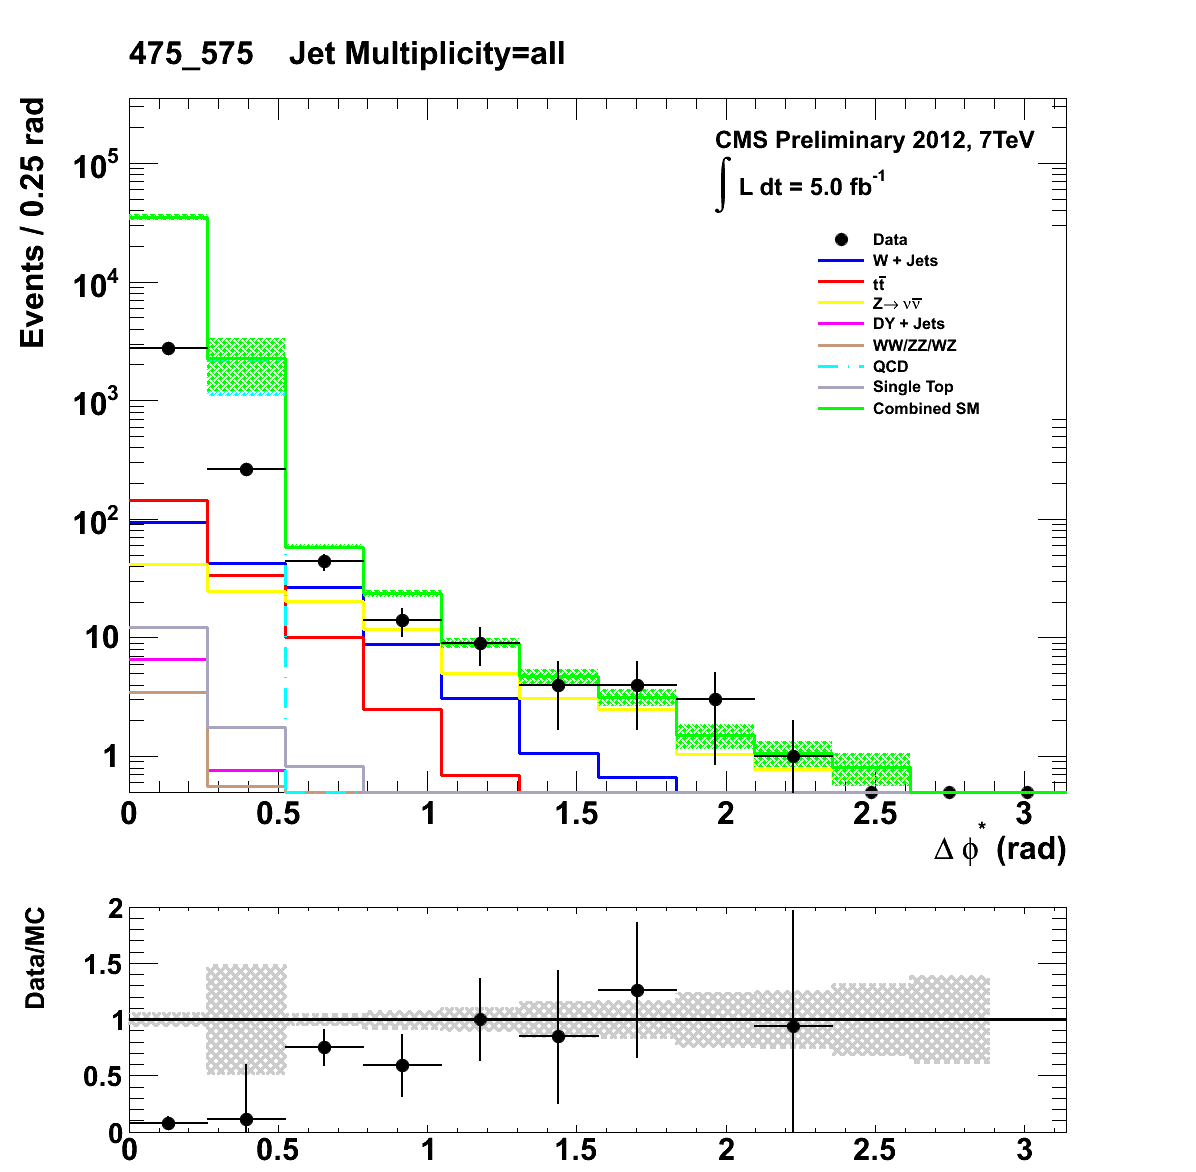 475_575 Jet Multiplicity=all
Events / 0.25 rad
CMS Preliminary 2012, 7TeV
∫ L dt = 5.0 fb⁻¹
Data
W + Jets
tt̅
Z→ νν̅
DY + Jets
WW/ZZ/WZ
QCD
Single Top
Combined SM
10⁵
10⁴
10³
10²
10
1
0 0.5 1 1.5 2 2.5 3
Δ ϕ* (rad)
Data/MC
2
1.5
1
0.5
0
0 0.5 1 1.5 2 2.5 3